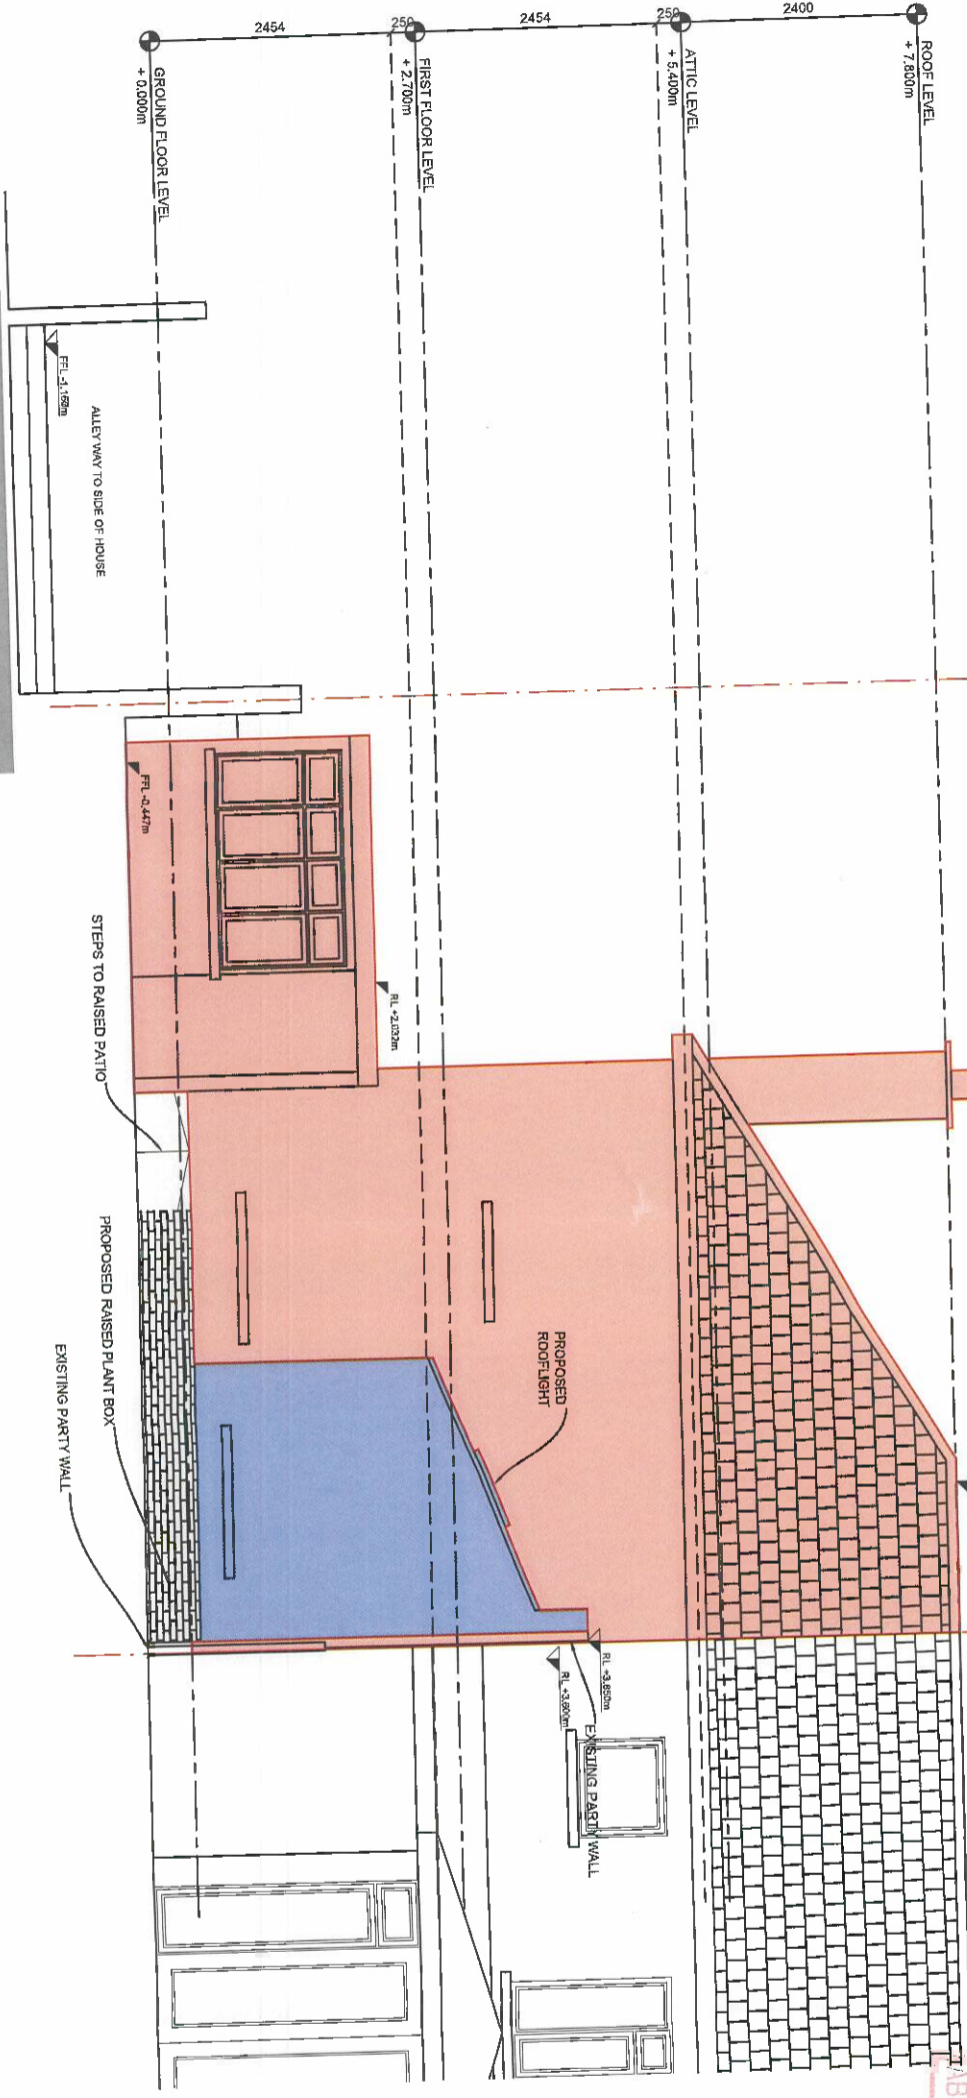 ROOF LEVEL
+ 7.800m
2400
ATTIC LEVEL
+ 5.400m
250
2454
FIRST FLOOR LEVEL
+ 2.700m
250
2454
GROUND FLOOR LEVEL
+ 0.000m
FFL -1.160m
ALLEY WAY TO SIDE OF HOUSE
FFL -0.447m
RL +2.032m
STEPS TO RAISED PATIO
PROPOSED RAISED PLANT BOX
EXISTING PARTY WALL
PROPOSED
ROOFLIGHT
RL +3.850m
RL +3.600m
EXISTING PARTY WALL